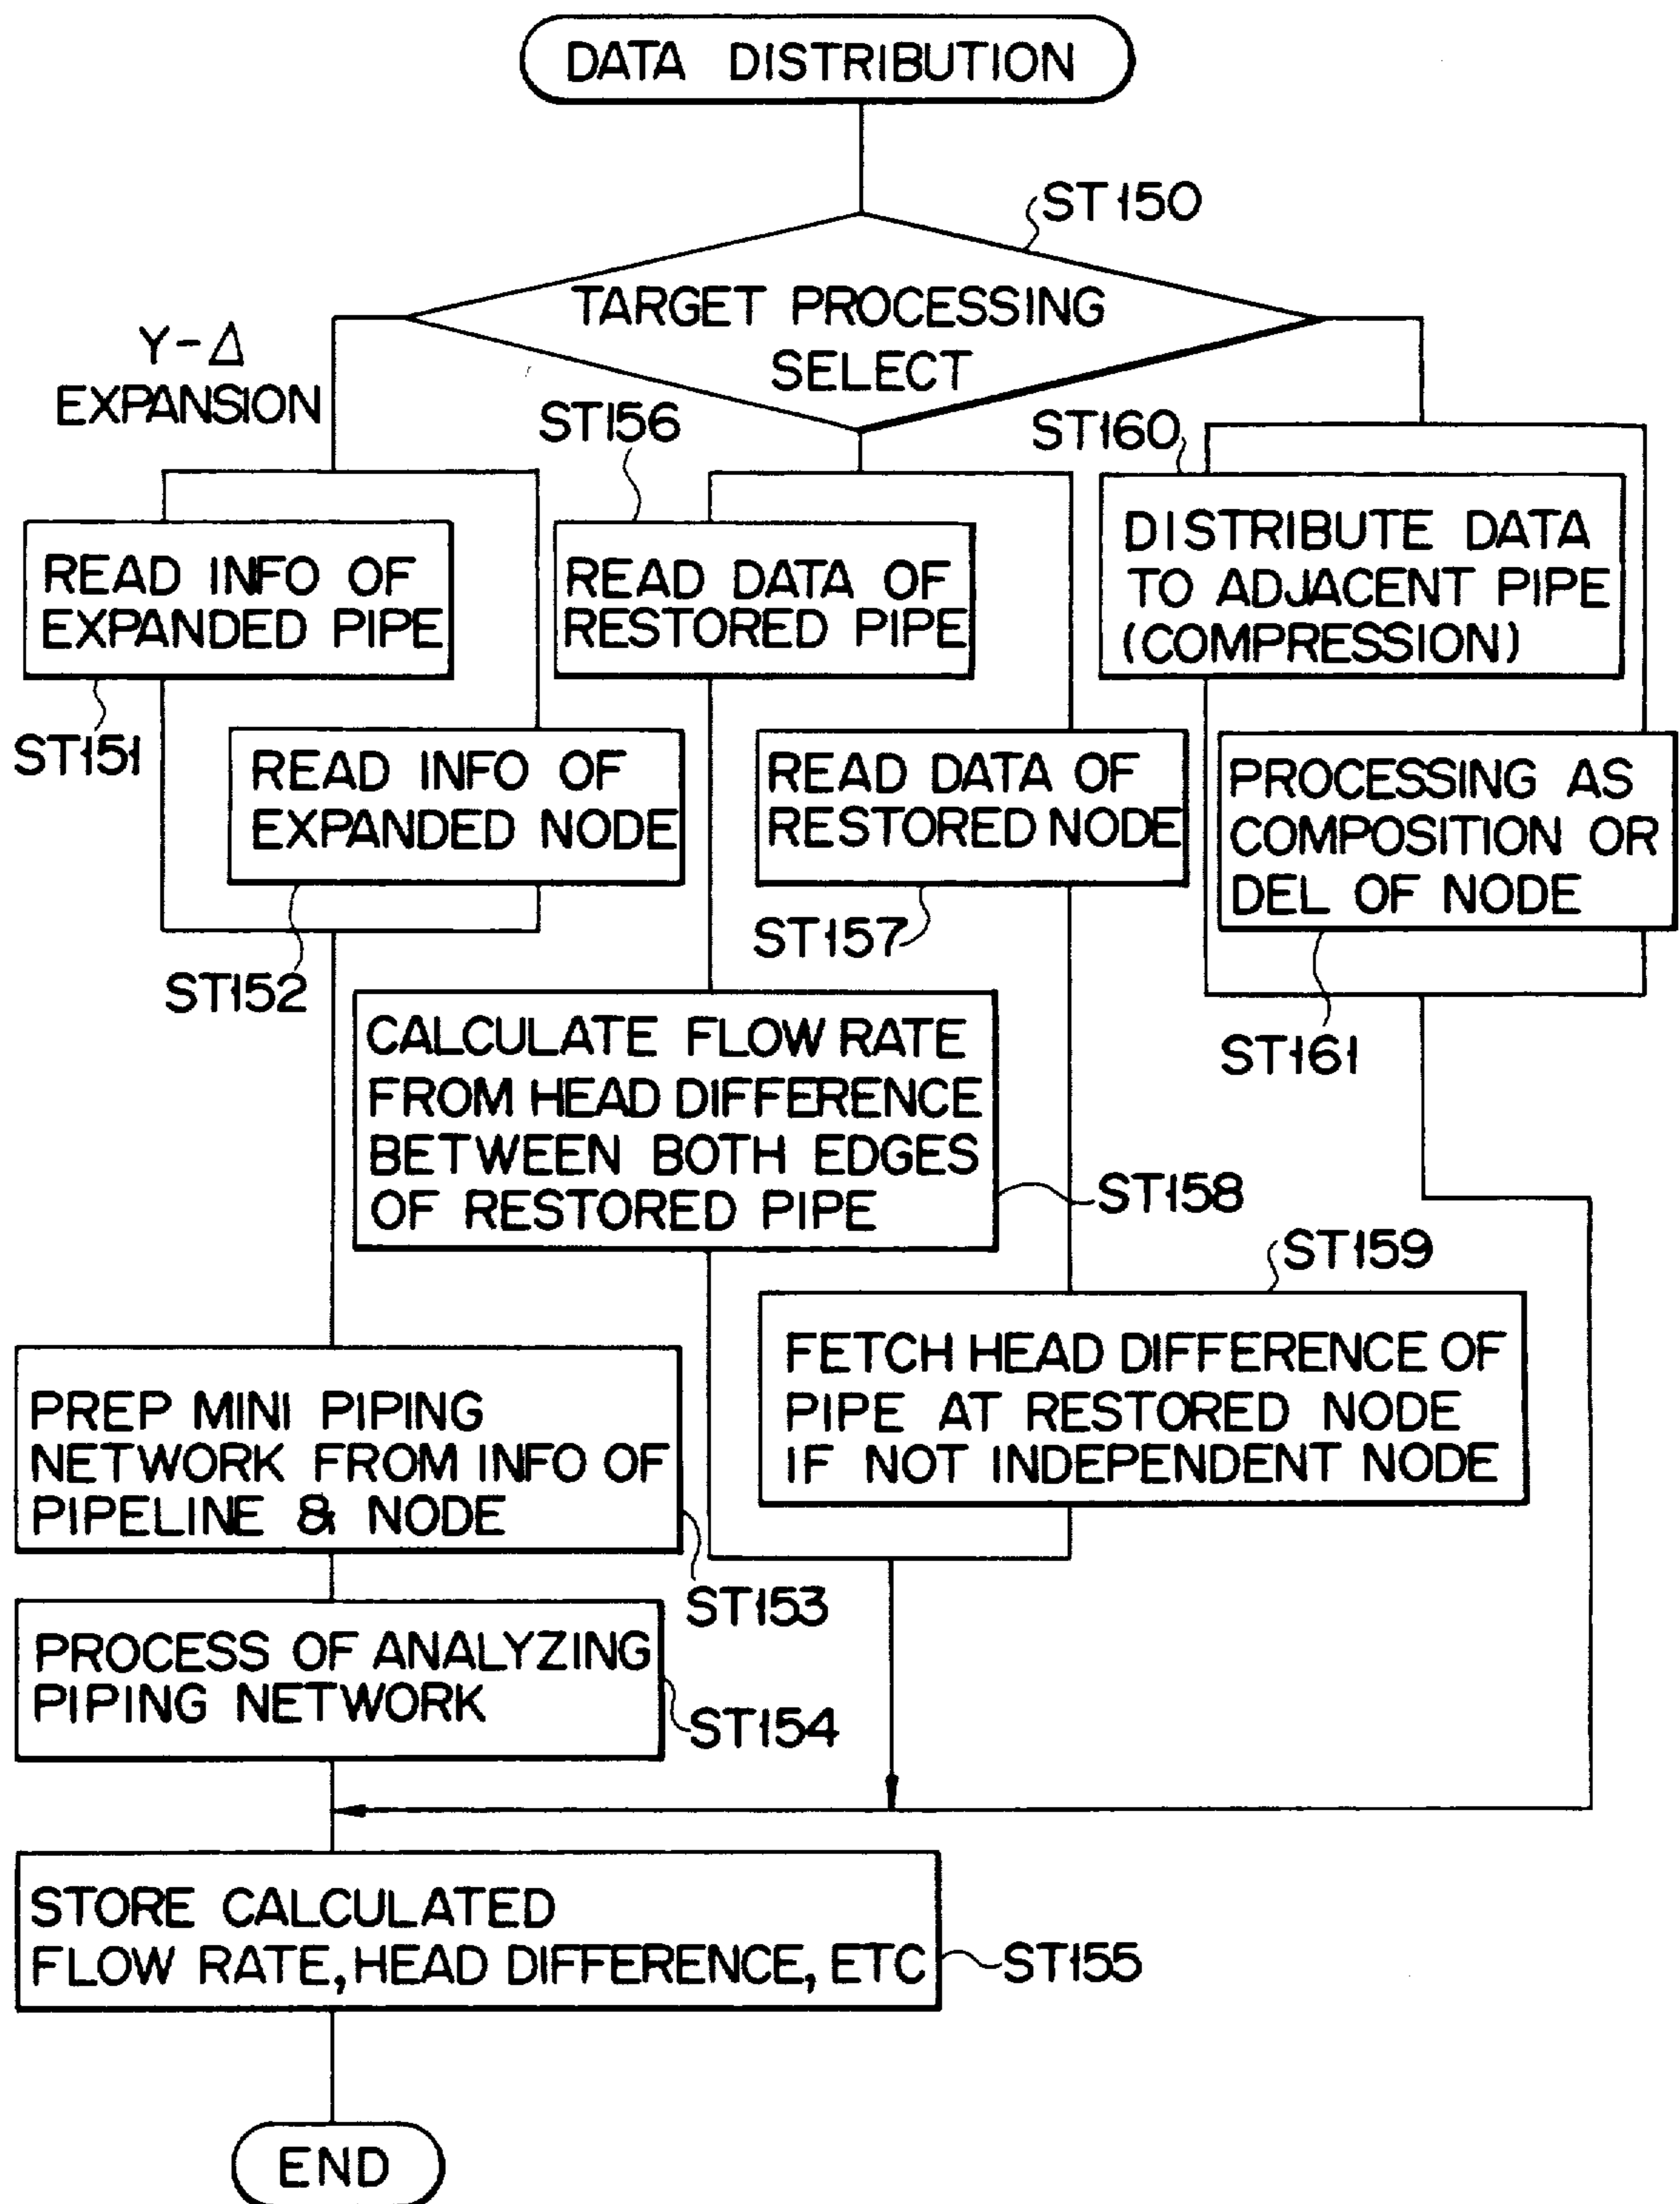 DATA DISTRIBUTION
ST150
TARGET PROCESSING
SELECT
Y-Δ
EXPANSION
ST156
ST160
READ INFO OF
EXPANDED PIPE
READ DATA OF
RESTORED PIPE
DISTRIBUTE DATA
TO ADJACENT PIPE
(COMPRESSION)
ST151
READ INFO OF
EXPANDED NODE
READ DATA OF
RESTORED NODE
PROCESSING AS
COMPOSITION OR
DEL OF NODE
ST152
ST157
ST161
CALCULATE FLOW RATE
FROM HEAD DIFFERENCE
BETWEEN BOTH EDGES
OF RESTORED PIPE
ST158
ST159
FETCH HEAD DIFFERENCE OF
PIPE AT RESTORED NODE
IF NOT INDEPENDENT NODE
PREP MINI PIPING
NETWORK FROM INFO OF
PIPELINE & NODE
ST153
PROCESS OF ANALYZING
PIPING NETWORK
ST154
STORE CALCULATED
FLOW RATE, HEAD DIFFERENCE, ETC
ST155
END